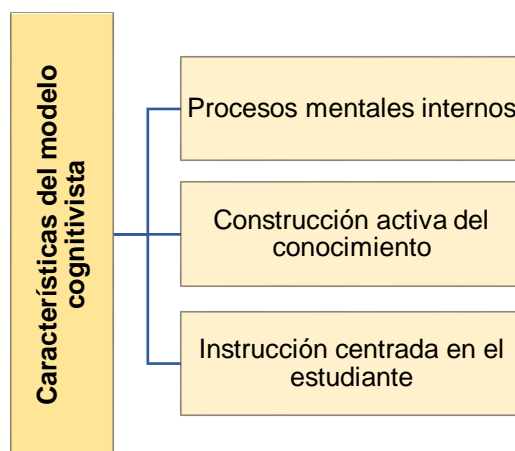 Características del modelo
cognitivista
Procesos mentales internos
Construcción activa del
conocimiento
Instrucción centrada en el
estudiante